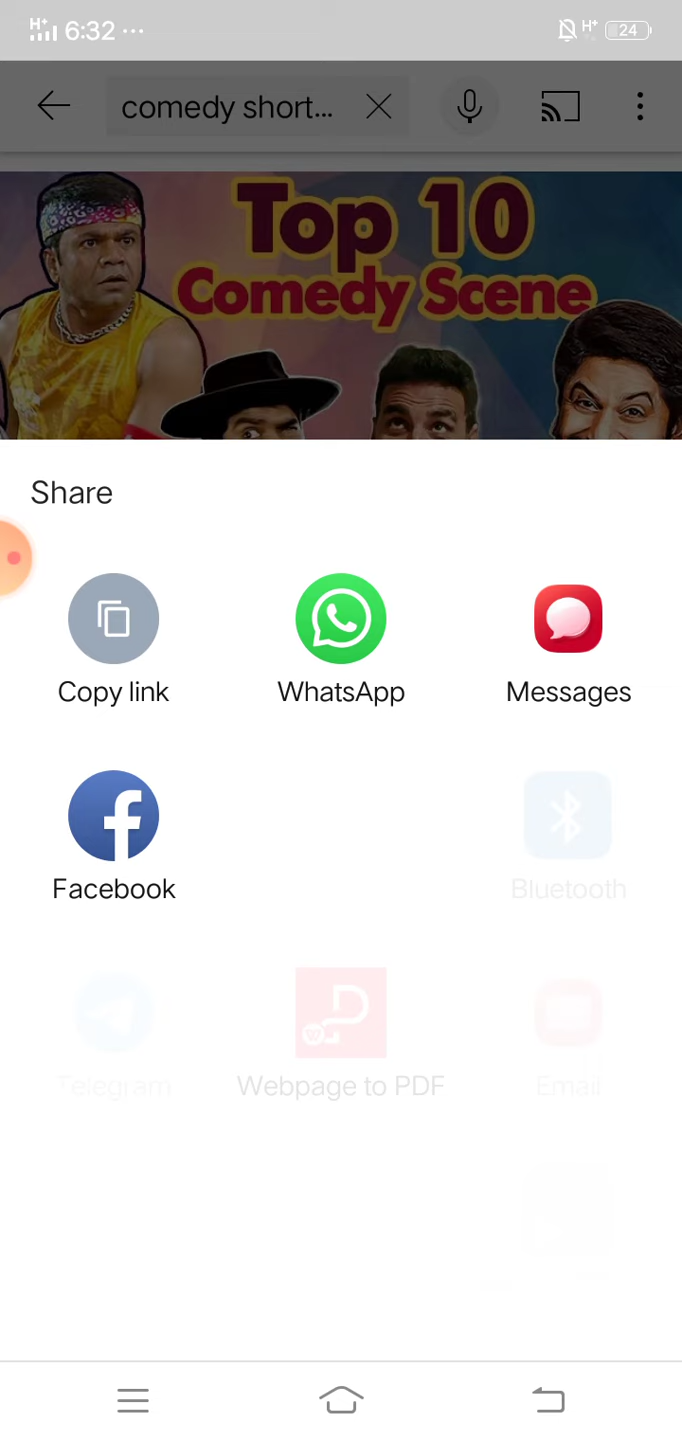 H+ 6:32 ... H+ 24
comedy short...
Top 10
Comedy Scene
Share
Copy link
WhatsApp
Messages
Facebook
Bluetooth
Telegram
Webpage to PDF
Email